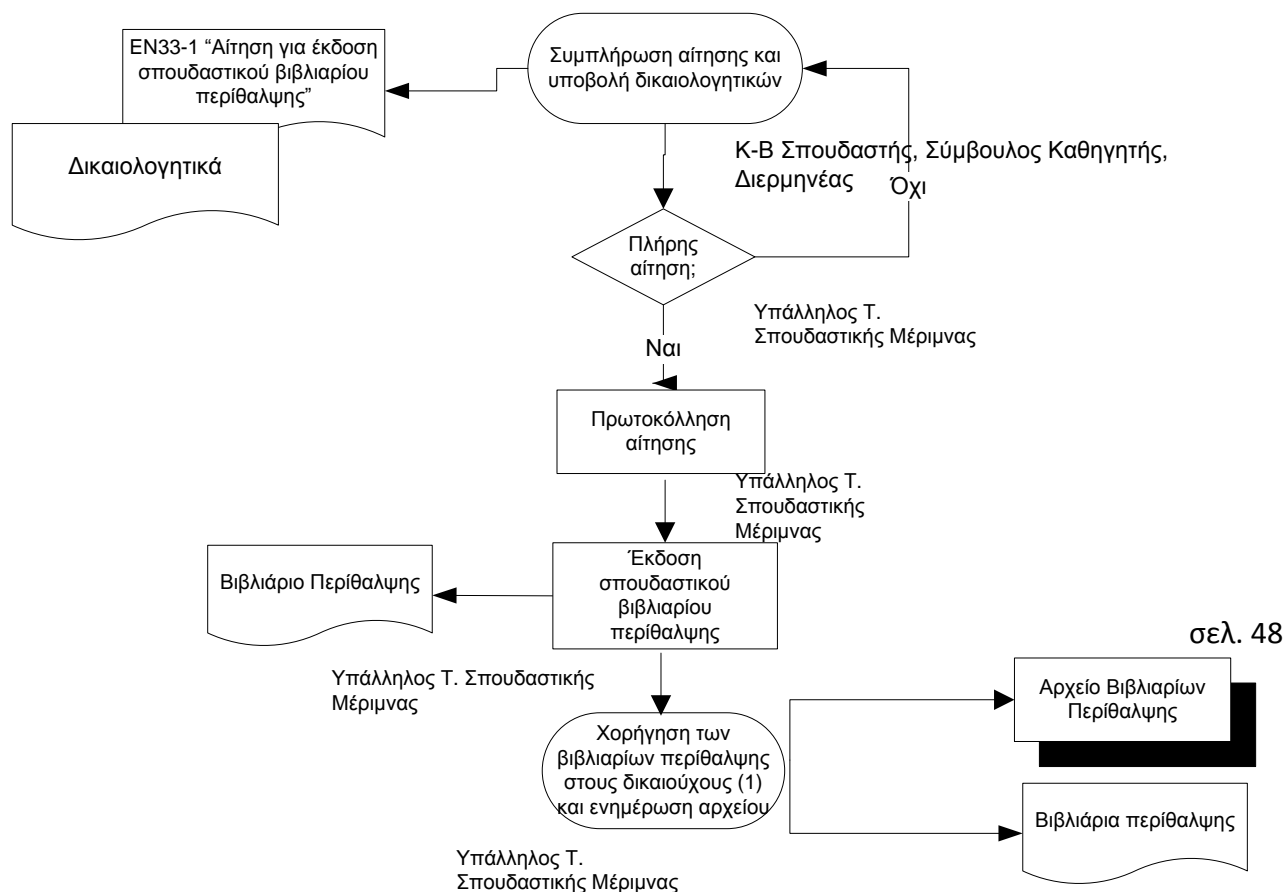 ΕΝ33-1 “Αίτηση για έκδοση
σπουδαστικού βιβλιαρίου
περίθαλψης”
Δικαιολογητικά
Συμπλήρωση αίτησης και
υποβολή δικαιολογητικών
Κ-Β Σπουδαστής, Σύμβουλος Καθηγητής,
Διερμηνέας
Όχι
Πλήρης
αίτηση;
Υπάλληλος Τ.
Σπουδαστικής Μέριμνας
Ναι
Πρωτοκόλληση
αίτησης
Υπάλληλος Τ.
Σπουδαστικής
Μέριμνας
Έκδοση
σπουδαστικού
βιβλιαρίου
περίθαλψης
Βιβλιάριο Περίθαλψης
Υπάλληλος Τ. Σπουδαστικής
Μέριμνας
σελ. 48
Αρχείο Βιβλιαρίων
Περίθαλψης
Χορήγηση των
βιβλιαρίων περίθαλψης
στους δικαιούχους (1)
και ενημέρωση αρχείου
Βιβλιάρια περίθαλψης
Υπάλληλος Τ.
Σπουδαστικής Μέριμνας